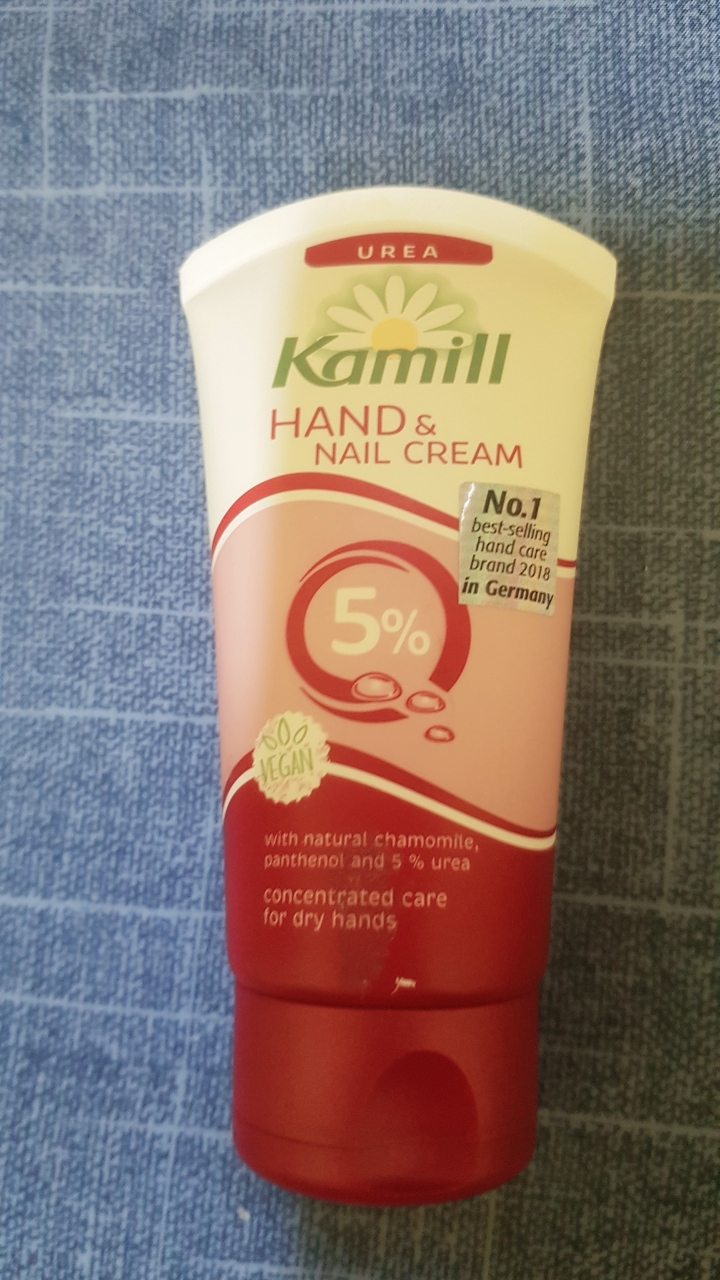 UREA
Kamill
HAND &
NAIL CREAM
No.1
best-selling
hand care
brand 2018
in Germany
5%
VEGAN
with natural chamomile,
panthenol and 5 % urea
concentrated care
for dry hands